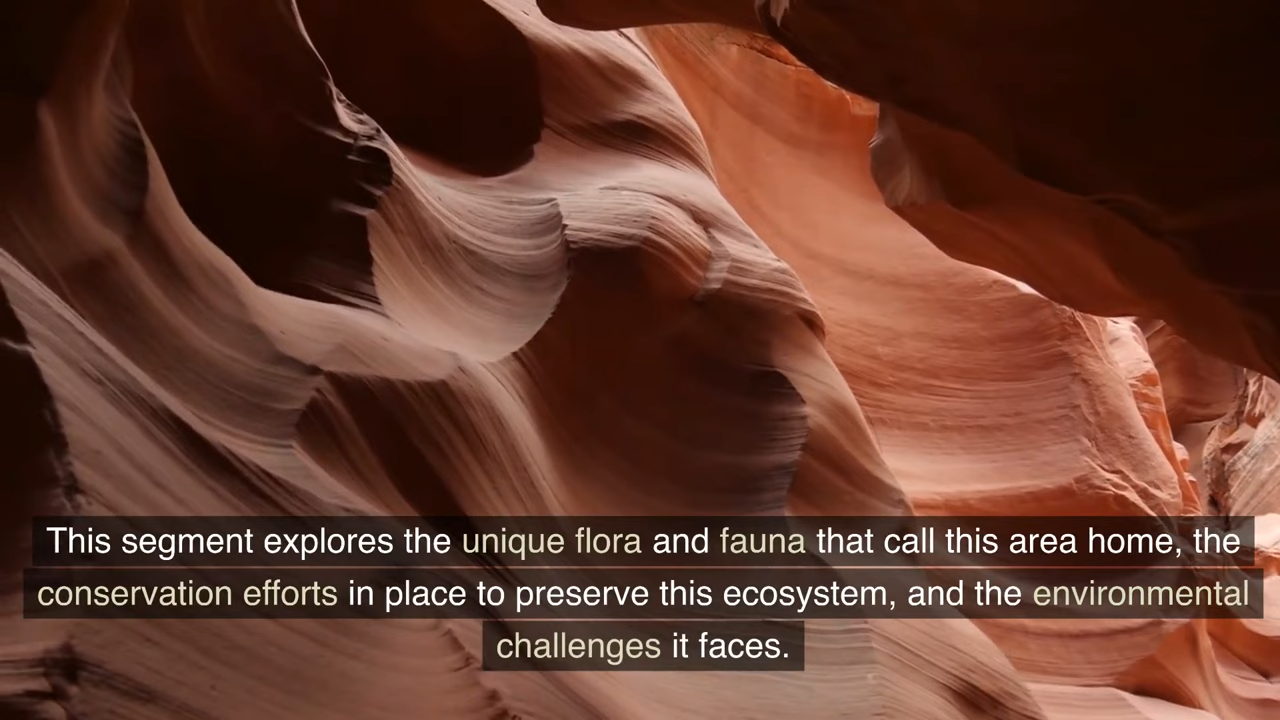 This segment explores the unique flora and fauna that call this area home, the
conservation efforts in place to preserve this ecosystem, and the environmental
challenges it faces.